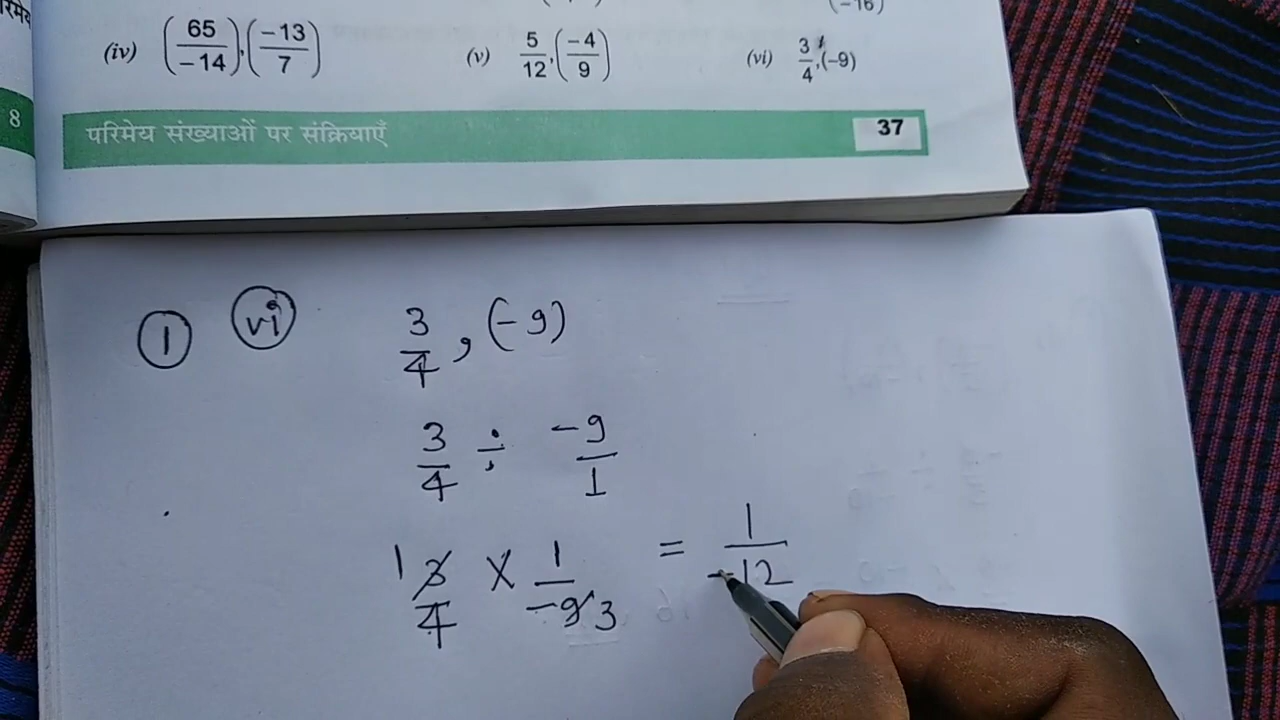 (-16)
(iv) (65/-14),(-13/7) (v) 5/12,(-4/9) (vi) 3/4,(-9)
8
परिमेय संख्याओं पर संक्रियाएँ 37
1 vi 3/4 , (-9)
3/4 ÷ -9/1
1 3/4 × 1/-9 3 = 1/-12